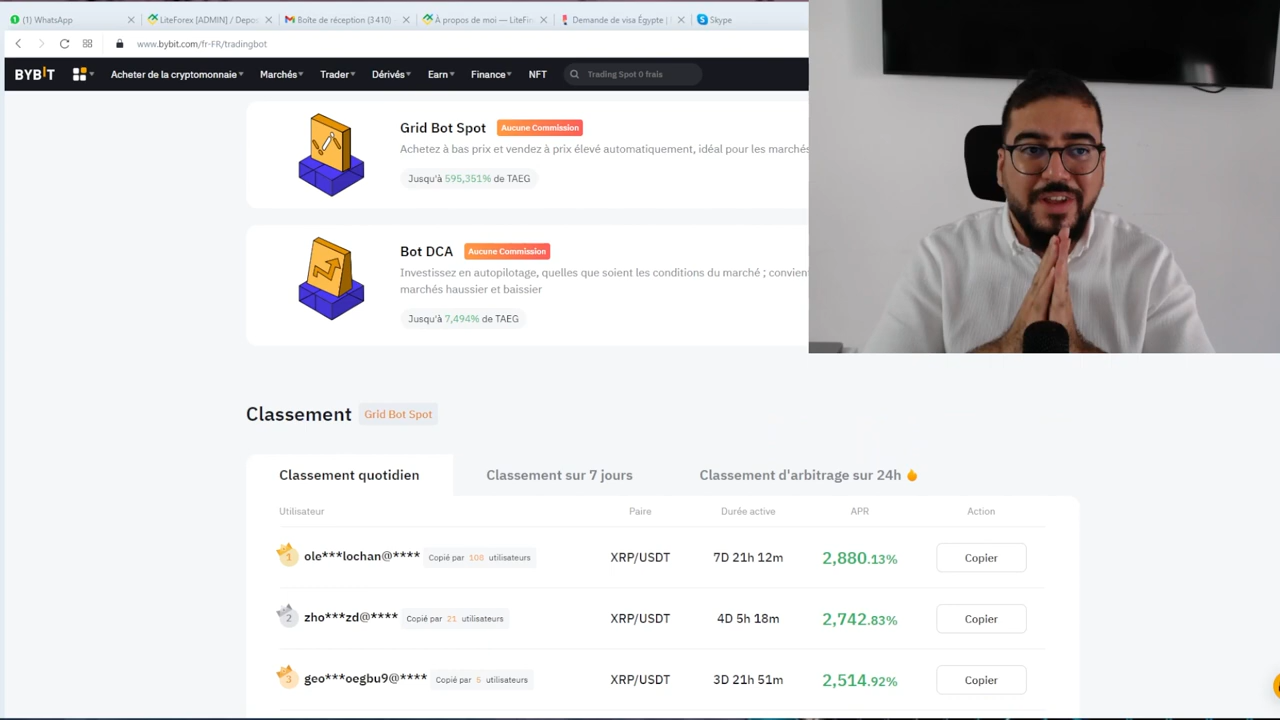 (1) WhatsApp
LiteForex [ADMIN] / Depo
Boîte de réception (3 410) -
À propos de moi — LiteFi
Demande de visa Égypte |
Skype
www.bybit.com/fr-FR/tradingbot
BYBIT
Acheter de la cryptomonnaie
Marchés
Trader
Dérivés
Earn
Finance
NFT
Trading Spot 0 frais
Grid Bot Spot
Aucune Commission
Achetez à bas prix et vendez à prix élevé automatiquement, idéal pour les marchés
Jusqu'à 595,351% de TAEG
Bot DCA
Aucune Commission
Investissez en autopilotage, quelles que soient les conditions du marché ; convien
marchés haussier et baissier
Jusqu'à 7,494% de TAEG
Classement
Grid Bot Spot
Classement quotidien
Classement sur 7 jours
Classement d'arbitrage sur 24h
Utilisateur
Paire
Durée active
APR
Action
1 ole***lochan@**** Copié par 108 utilisateurs
XRP/USDT
7D 21h 12m
2,880.13%
Copier
2 zho***zd@**** Copié par 21 utilisateurs
XRP/USDT
4D 5h 18m
2,742.83%
Copier
3 geo***oegbu9@**** Copié par 5 utilisateurs
XRP/USDT
3D 21h 51m
2,514.92%
Copier